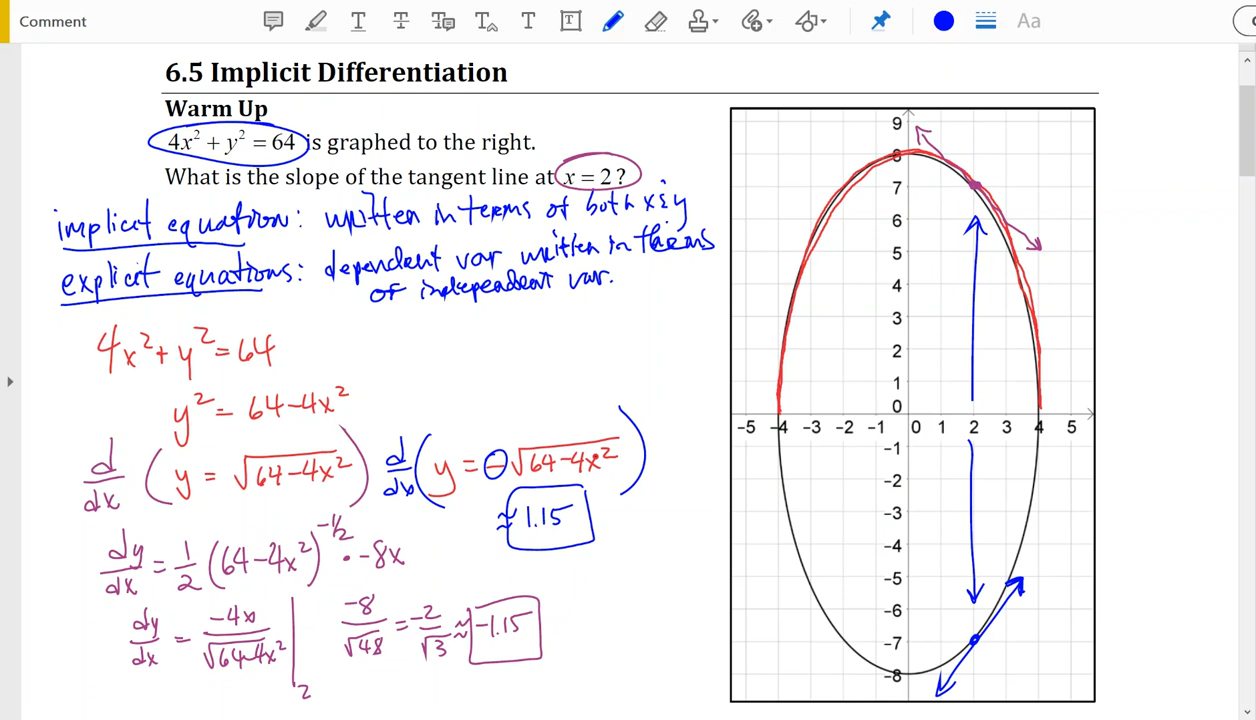 Comment
Aa
6.5 Implicit Differentiation
Warm Up
4x² + y² = 64 is graphed to the right.
What is the slope of the tangent line at x = 2 ?
implicit equation: written in terms of both x & y
explicit equations: dependent var written in therms
of independent var.
4x² + y² = 64
y² = 64-4x²
d/dx (y = √(64-4x²)) d/dx (y = -√(64-4x²))
≈ 1.15
dy/dx = 1/2 (64-4x²)^(-1/2) · -8x
dy/dx = -4x/√(64-4x²) |₂ -8/√48 = -2/√3 ≈ -1.15
9
8
7
6
5
4
3
2
1
0
-5 -4 -3 -2 -1 0 1 2 3 4 5
-1
-2
-3
-4
-5
-6
-7
-8